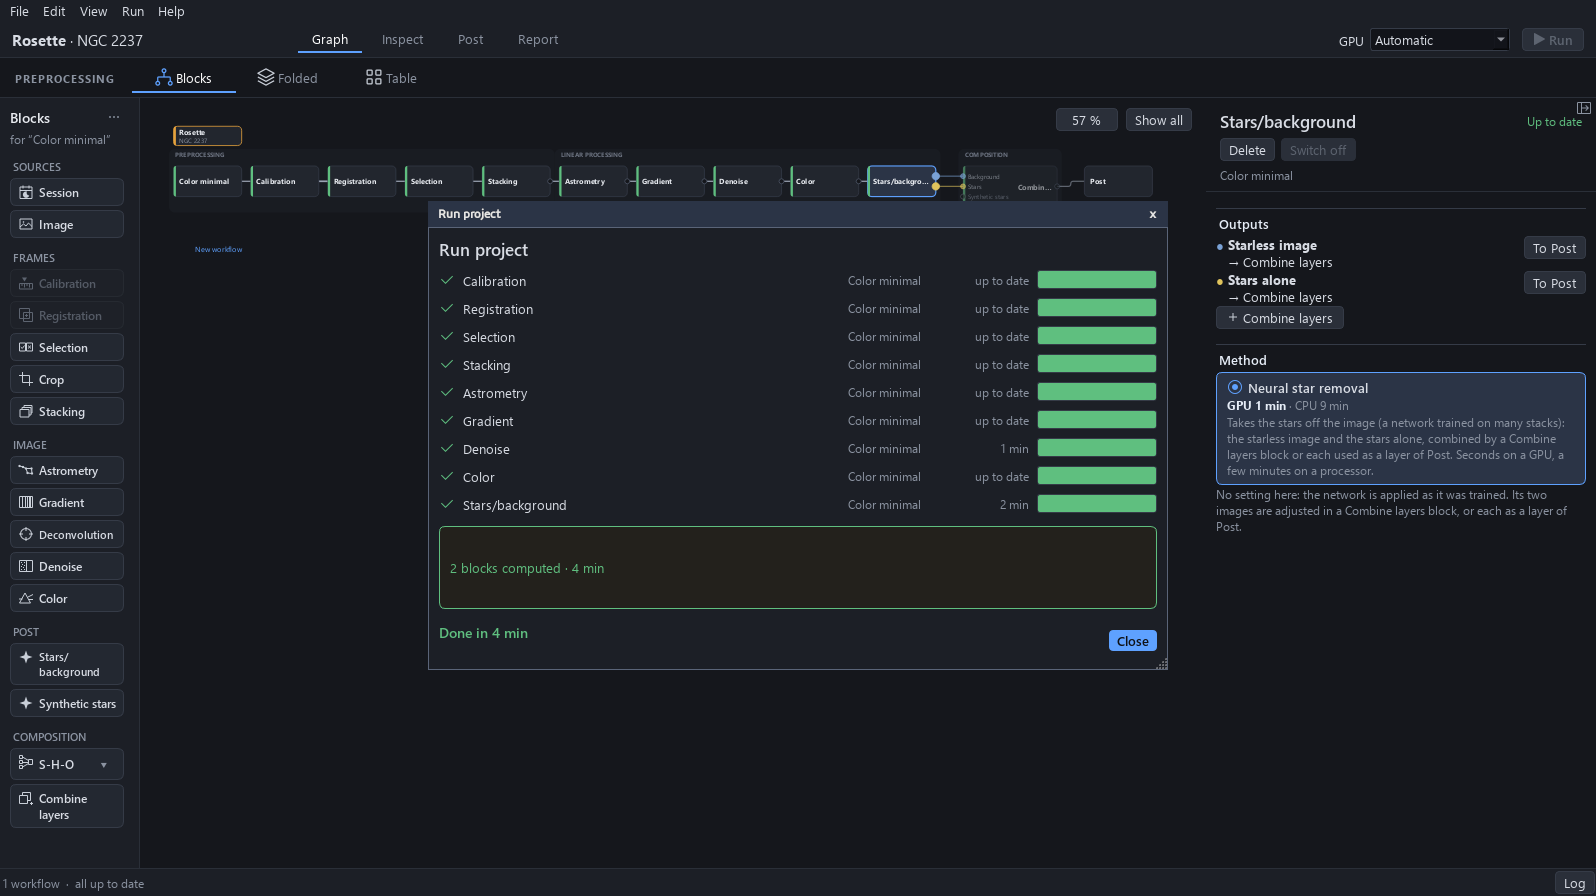 File Edit View Run Help
Rosette · NGC 2237
Graph Inspect Post Report
GPU Automatic Run
PREPROCESSING Blocks Folded Table
Blocks ...
for "Color minimal"
SOURCES
Session
Image
FRAMES
Calibration
Registration
Selection
Crop
Stacking
IMAGE
Astrometry
Gradient
Deconvolution
Denoise
Color
POST
Stars/
background
Synthetic stars
COMPOSITION
S-H-O
Combine
layers
57 % Show all
Rosette
NGC 2237
PREPROCESSING LINEAR PROCESSING COMPOSITION
Color minimal Calibration Registration Selection Stacking Astrometry Gradient Denoise Color Stars/backgro... Background
Stars
Synthetic stars
Combin... Post
New workflow
Run project x
Run project
Calibration Color minimal up to date
Registration Color minimal up to date
Selection Color minimal up to date
Stacking Color minimal up to date
Astrometry Color minimal up to date
Gradient Color minimal up to date
Denoise Color minimal 1 min
Color Color minimal up to date
Stars/background Color minimal 2 min
2 blocks computed · 4 min
Done in 4 min
Close
Stars/background Up to date
Delete Switch off
Color minimal
Outputs
Starless image To Post
→ Combine layers
Stars alone To Post
→ Combine layers
+ Combine layers
Method
Neural star removal
GPU 1 min · CPU 9 min
Takes the stars off the image (a network trained on many stacks):
the starless image and the stars alone, combined by a Combine
layers block or each used as a layer of Post. Seconds on a GPU, a
few minutes on a processor.
No setting here: the network is applied as it was trained. Its two
images are adjusted in a Combine layers block, or each as a layer of
Post.
1 workflow · all up to date Log